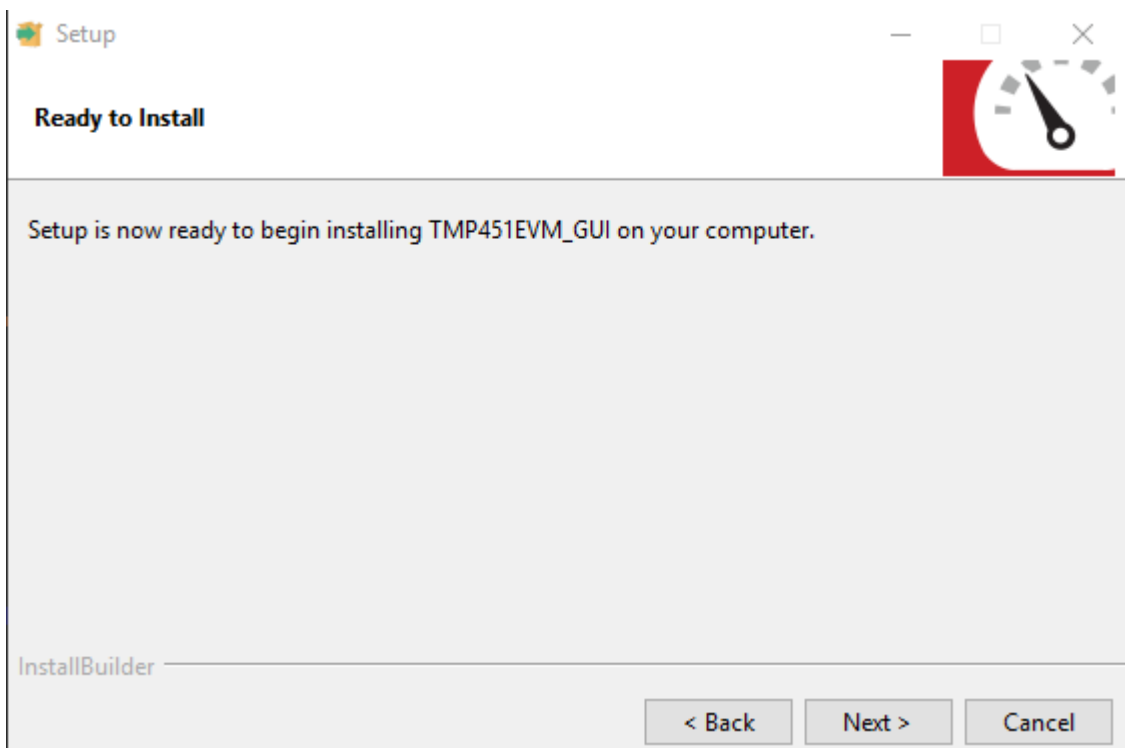 Setup
Ready to Install
Setup is now ready to begin installing TMP451EVM_GUI on your computer.
InstallBuilder
< Back
Next >
Cancel